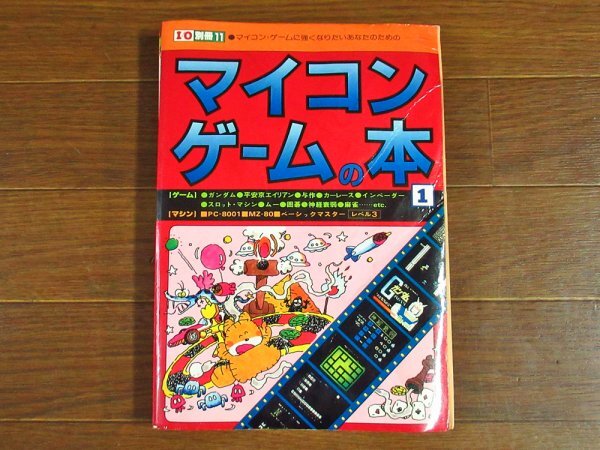 I/O別冊11 ●マイコン・ゲームに強くなりたいあなたのための
マイコン
ゲームの本
1
[ゲーム] ●ガンダム●平安京エイリアン●与作●カーレース●インベーダー
●スロット・マシン●ムー●囲碁●神経衰弱●麻雀……etc.
[マシン] ■PC-8001■MZ-80■ベーシックマスターレベル3